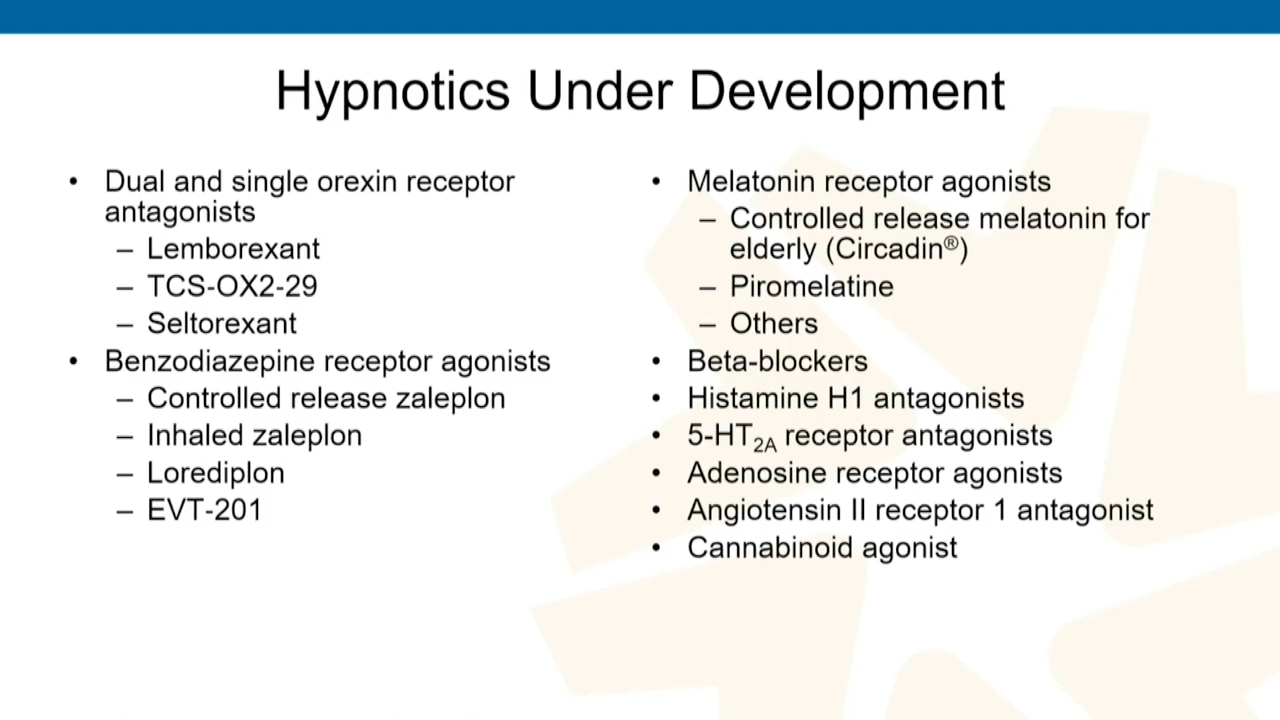 Hypnotics Under Development
• Dual and single orexin receptor
antagonists
– Lemborexant
– TCS-OX2-29
– Seltorexant
• Benzodiazepine receptor agonists
– Controlled release zaleplon
– Inhaled zaleplon
– Lorediplon
– EVT-201
• Melatonin receptor agonists
– Controlled release melatonin for
elderly (Circadin®)
– Piromelatine
– Others
• Beta-blockers
• Histamine H1 antagonists
• 5-HT2A receptor antagonists
• Adenosine receptor agonists
• Angiotensin II receptor 1 antagonist
• Cannabinoid agonist